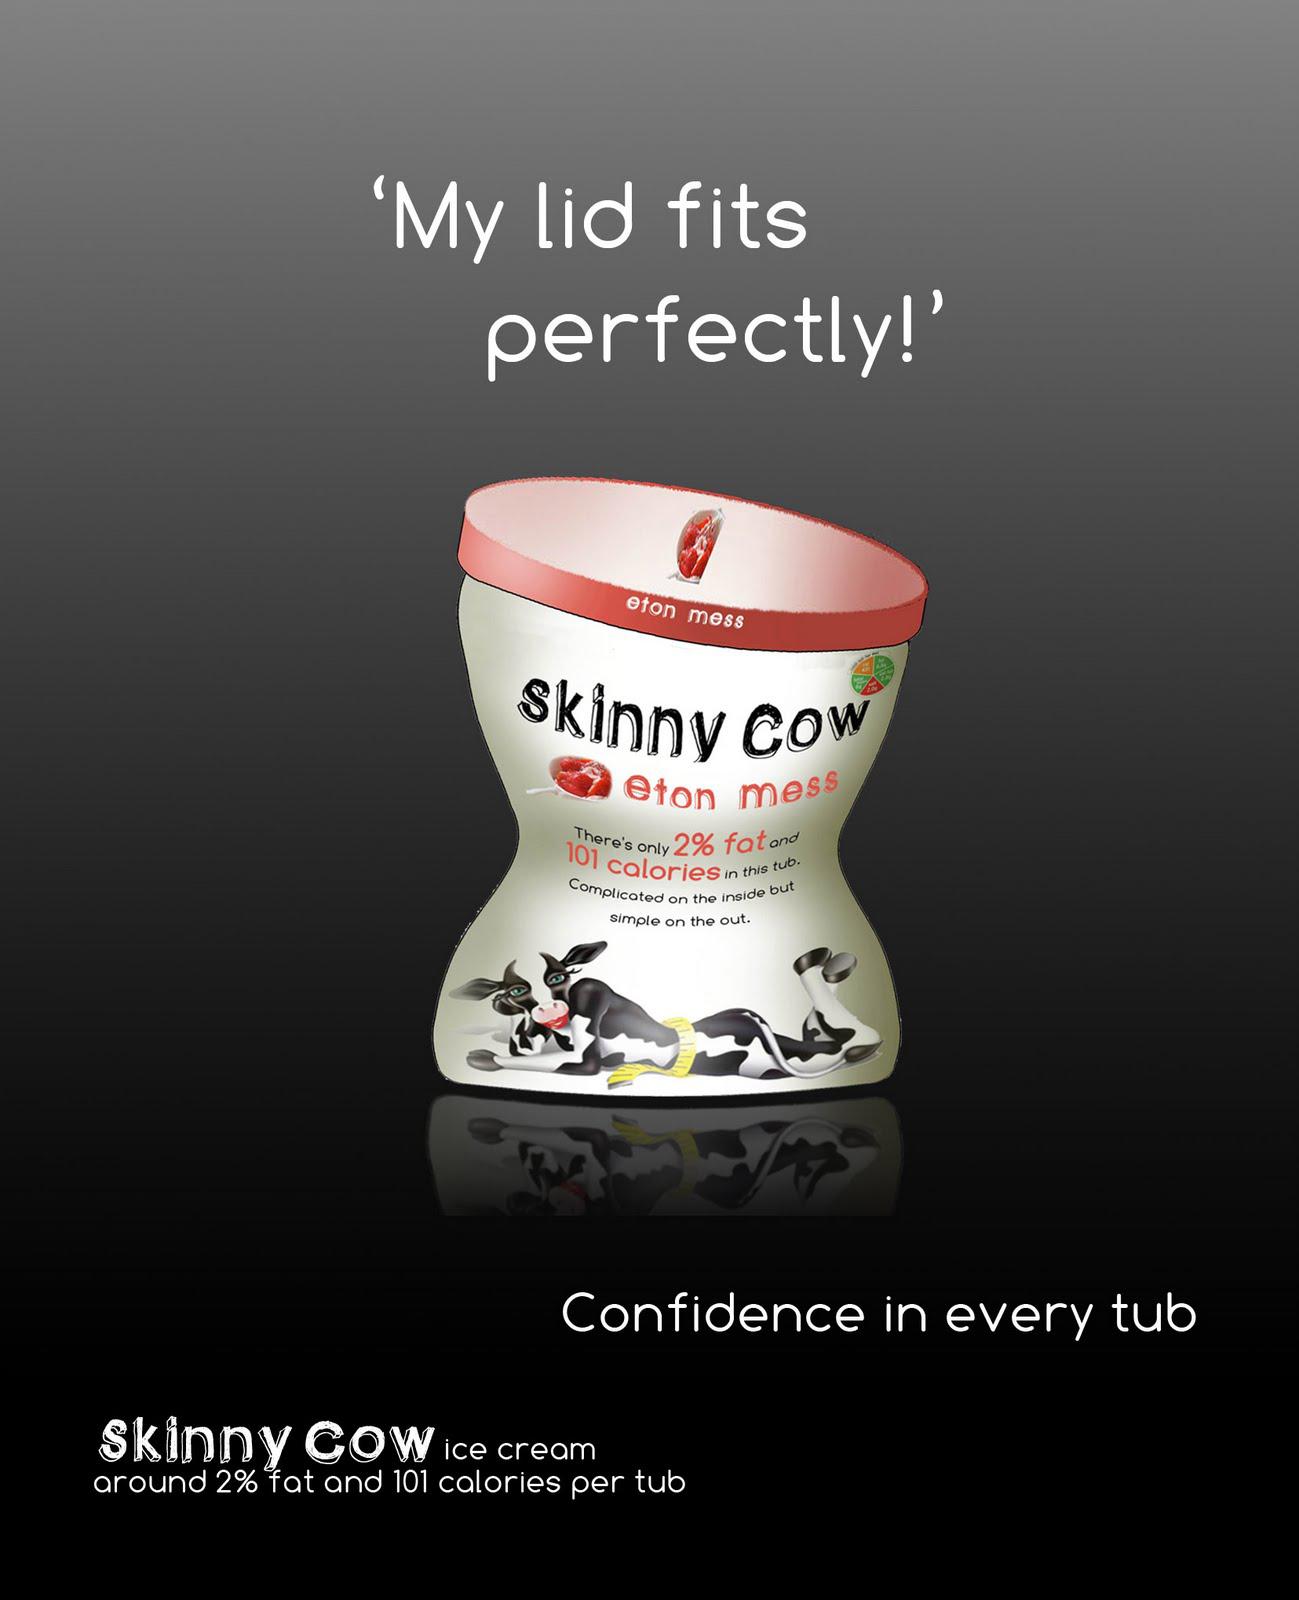 ‘My lid fits
perfectly!’
eton mess
skinny cow
eton mess
There's only 2% fat and
101 calories in this tub.
Complicated on the inside but
simple on the out.
Confidence in every tub
skinny cow ice cream
around 2% fat and 101 calories per tub